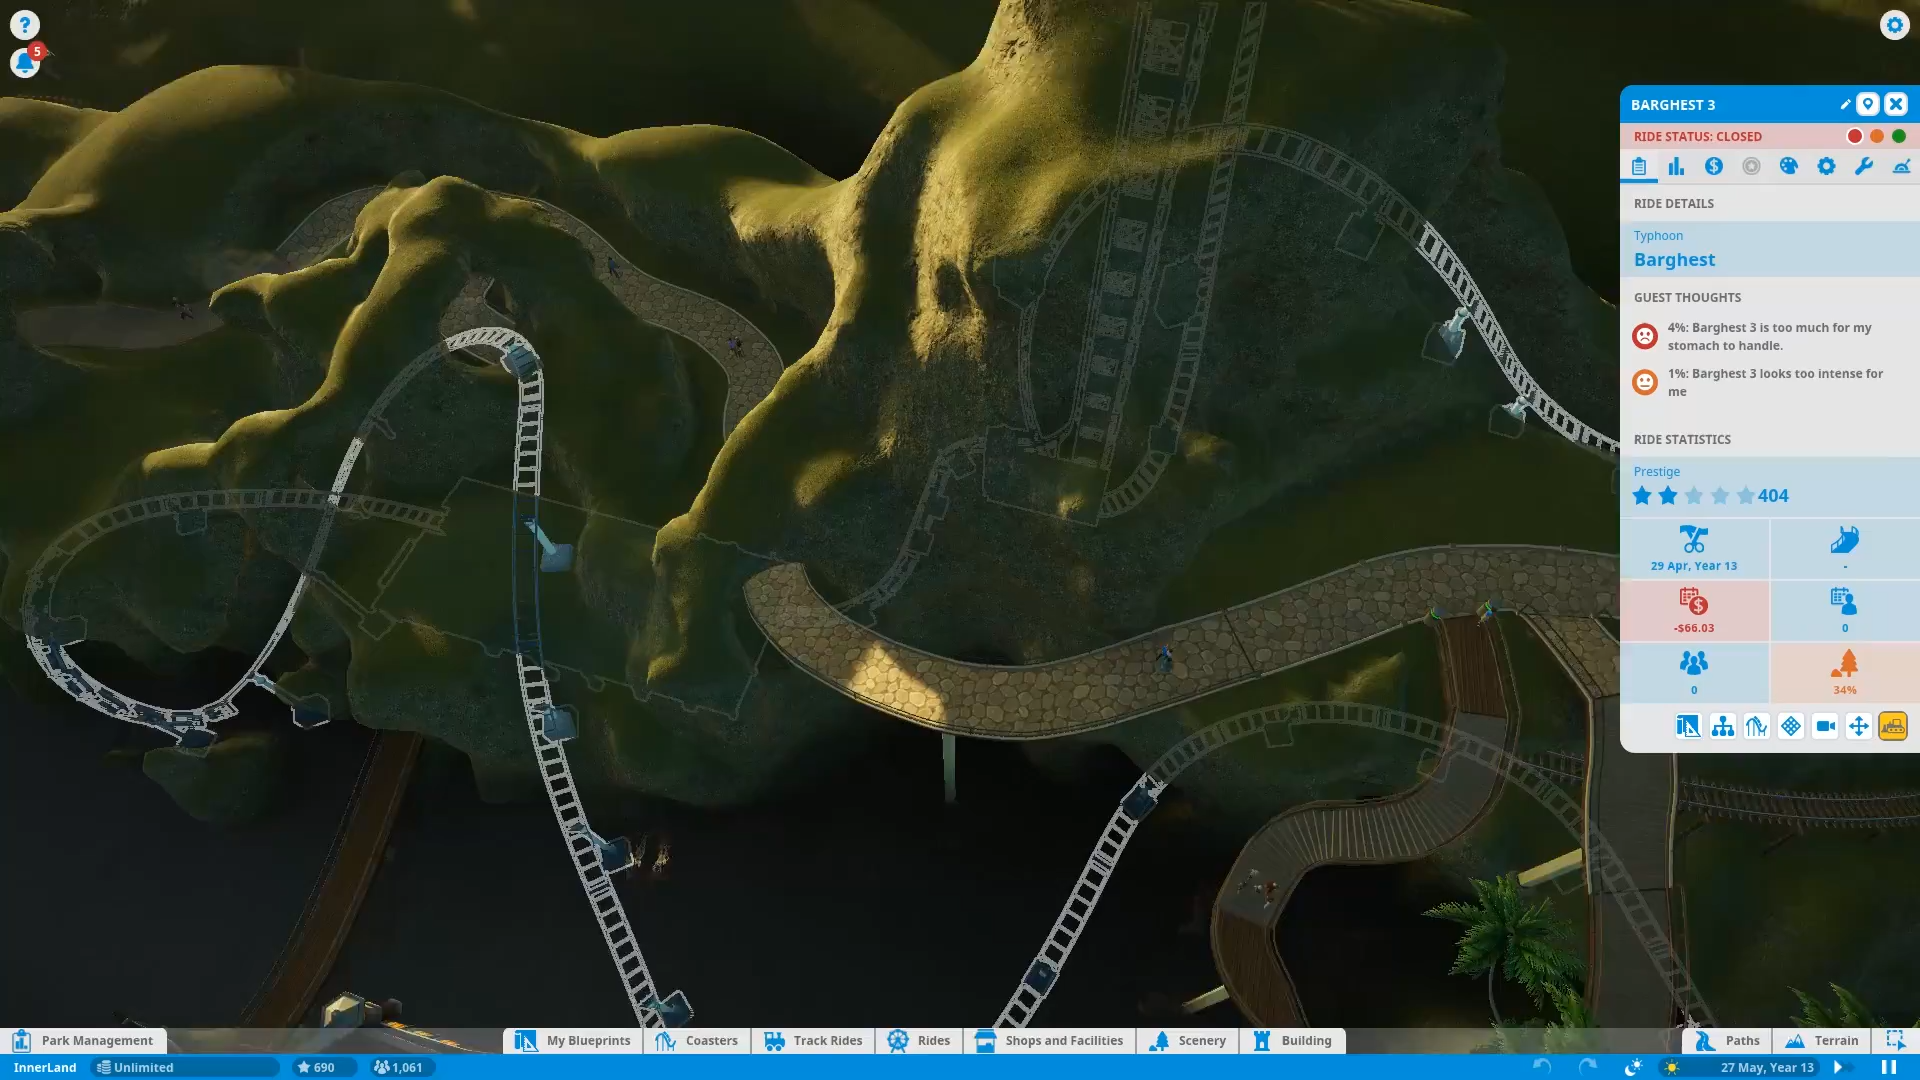 ?
5
BARGHEST 3
RIDE STATUS: CLOSED
RIDE DETAILS
Typhoon
Barghest
GUEST THOUGHTS
4%: Barghest 3 is too much for my
stomach to handle.
1%: Barghest 3 looks too intense for
me
RIDE STATISTICS
Prestige
404
29 Apr, Year 13
-
-$66.03
0
0
34%
Park Management
My Blueprints
Coasters
Track Rides
Rides
Shops and Facilities
Scenery
Building
Paths
Terrain
InnerLand
Unlimited
690
1,061
27 May, Year 13